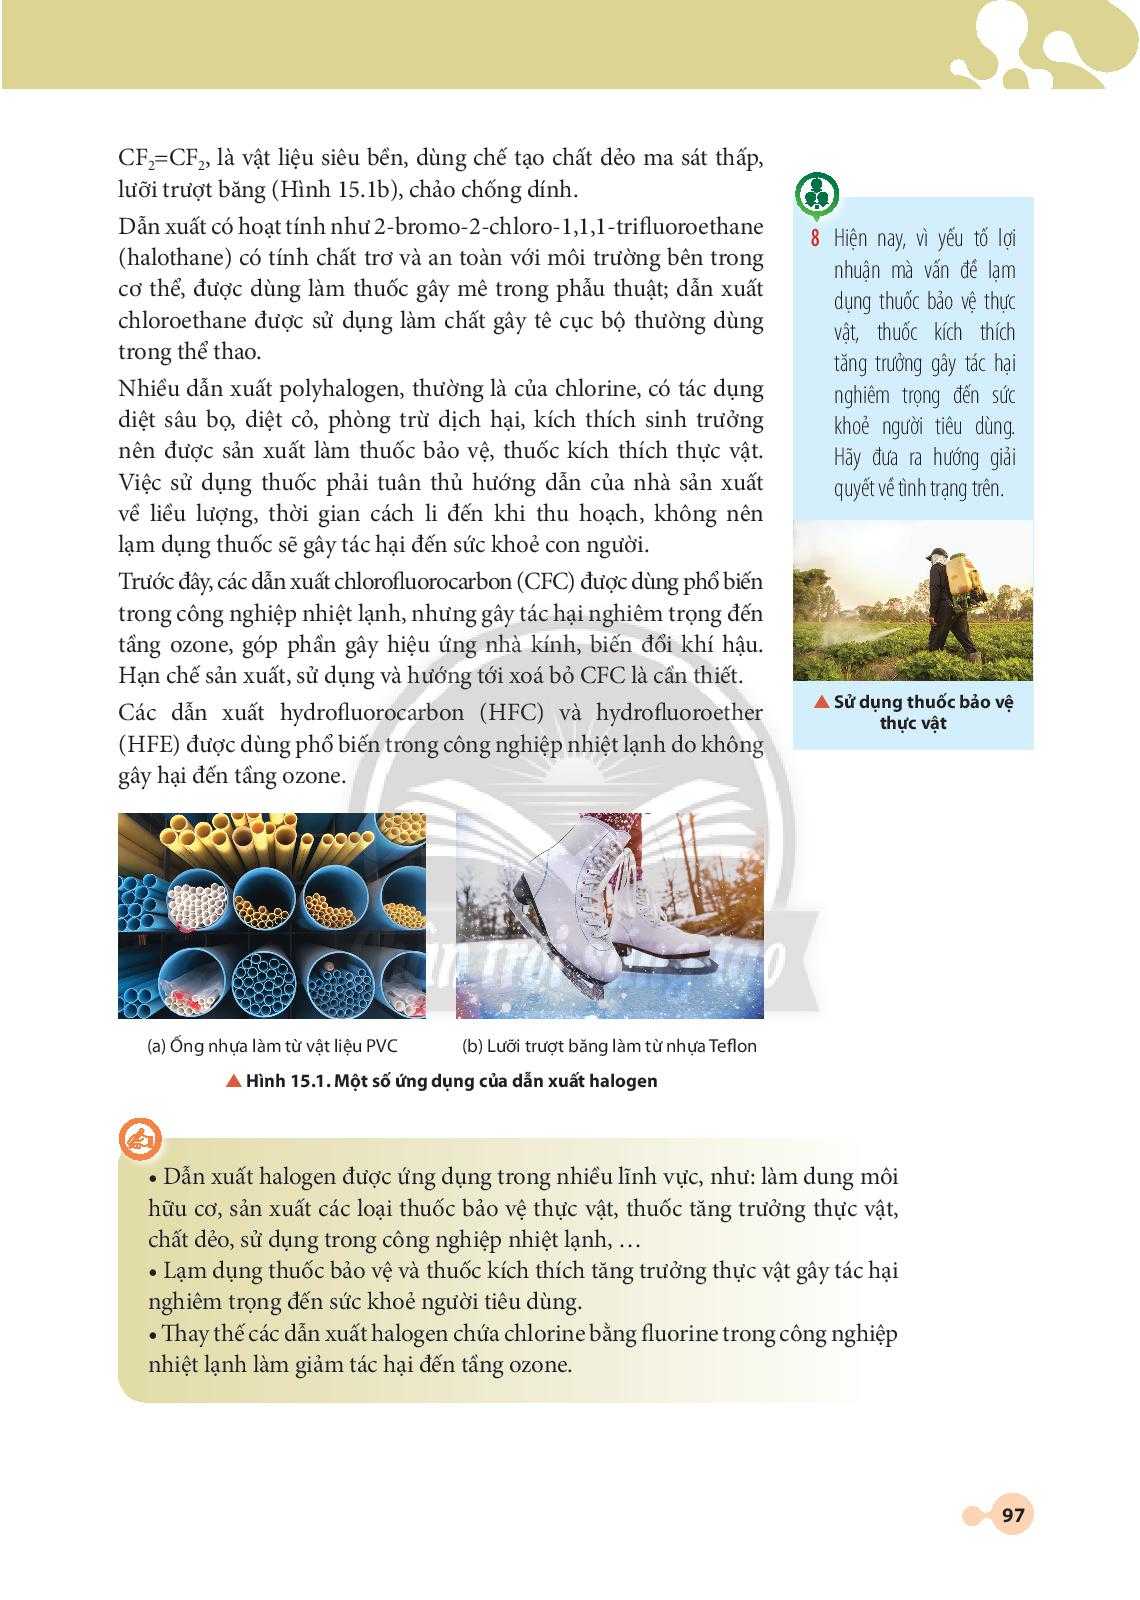 CF₂=CF₂, là vật liệu siêu bền, dùng chế tạo chất dẻo ma sát thấp,
lưỡi trượt băng (Hình 15.1b), chảo chống dính.
Dẫn xuất có hoạt tính như 2-bromo-2-chloro-1,1,1-trifluoroethane
(halothane) có tính chất trơ và an toàn với môi trường bên trong
cơ thể, được dùng làm thuốc gây mê trong phẫu thuật; dẫn xuất
chloroethane được sử dụng làm chất gây tê cục bộ thường dùng
trong thể thao.
Nhiều dẫn xuất polyhalogen, thường là của chlorine, có tác dụng
diệt sâu bọ, diệt cỏ, phòng trừ dịch hại, kích thích sinh trưởng
nên được sản xuất làm thuốc bảo vệ, thuốc kích thích thực vật.
Việc sử dụng thuốc phải tuân thủ hướng dẫn của nhà sản xuất
về liều lượng, thời gian cách li đến khi thu hoạch, không nên
lạm dụng thuốc sẽ gây tác hại đến sức khoẻ con người.
Trước đây, các dẫn xuất chlorofluorocarbon (CFC) được dùng phổ biến
trong công nghiệp nhiệt lạnh, nhưng gây tác hại nghiêm trọng đến
tầng ozone, góp phần gây hiệu ứng nhà kính, biến đổi khí hậu.
Hạn chế sản xuất, sử dụng và hướng tới xoá bỏ CFC là cần thiết.
Các dẫn xuất hydrofluorocarbon (HFC) và hydrofluoroether
(HFE) được dùng phổ biến trong công nghiệp nhiệt lạnh do không
gây hại đến tầng ozone.
8 Hiện nay, vì yếu tố lợi
nhuận mà vấn đề lạm
dụng thuốc bảo vệ thực
vật, thuốc kích thích
tăng trưởng gây tác hại
nghiêm trọng đến sức
khoẻ người tiêu dùng.
Hãy đưa ra hướng giải
quyết về tình trạng trên.
▲ Sử dụng thuốc bảo vệ
thực vật
(a) Ống nhựa làm từ vật liệu PVC
(b) Lưỡi trượt băng làm từ nhựa Teflon
▲ Hình 15.1. Một số ứng dụng của dẫn xuất halogen
• Dẫn xuất halogen được ứng dụng trong nhiều lĩnh vực, như: làm dung môi
hữu cơ, sản xuất các loại thuốc bảo vệ thực vật, thuốc tăng trưởng thực vật,
chất dẻo, sử dụng trong công nghiệp nhiệt lạnh, …
• Lạm dụng thuốc bảo vệ và thuốc kích thích tăng trưởng thực vật gây tác hại
nghiêm trọng đến sức khoẻ người tiêu dùng.
• Thay thế các dẫn xuất halogen chứa chlorine bằng fluorine trong công nghiệp
nhiệt lạnh làm giảm tác hại đến tầng ozone.
97